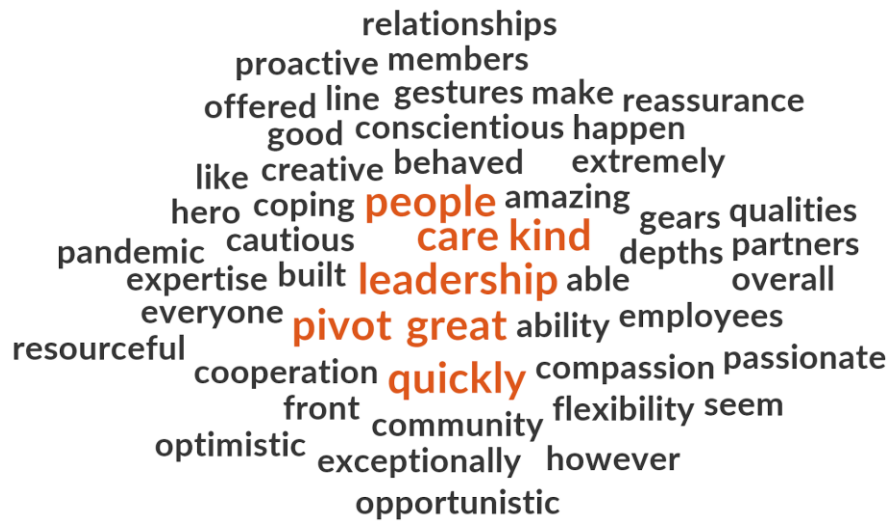 relationships
proactive members
offered line gestures make reassurance
good conscientious happen
like creative behaved extremely
hero coping people amazing gears qualities
pandemic cautious care kind depths partners
expertise built leadership able overall
everyone pivot great ability employees
resourceful cooperation quickly compassion passionate
front community flexibility seem
optimistic exceptionally however
opportunistic